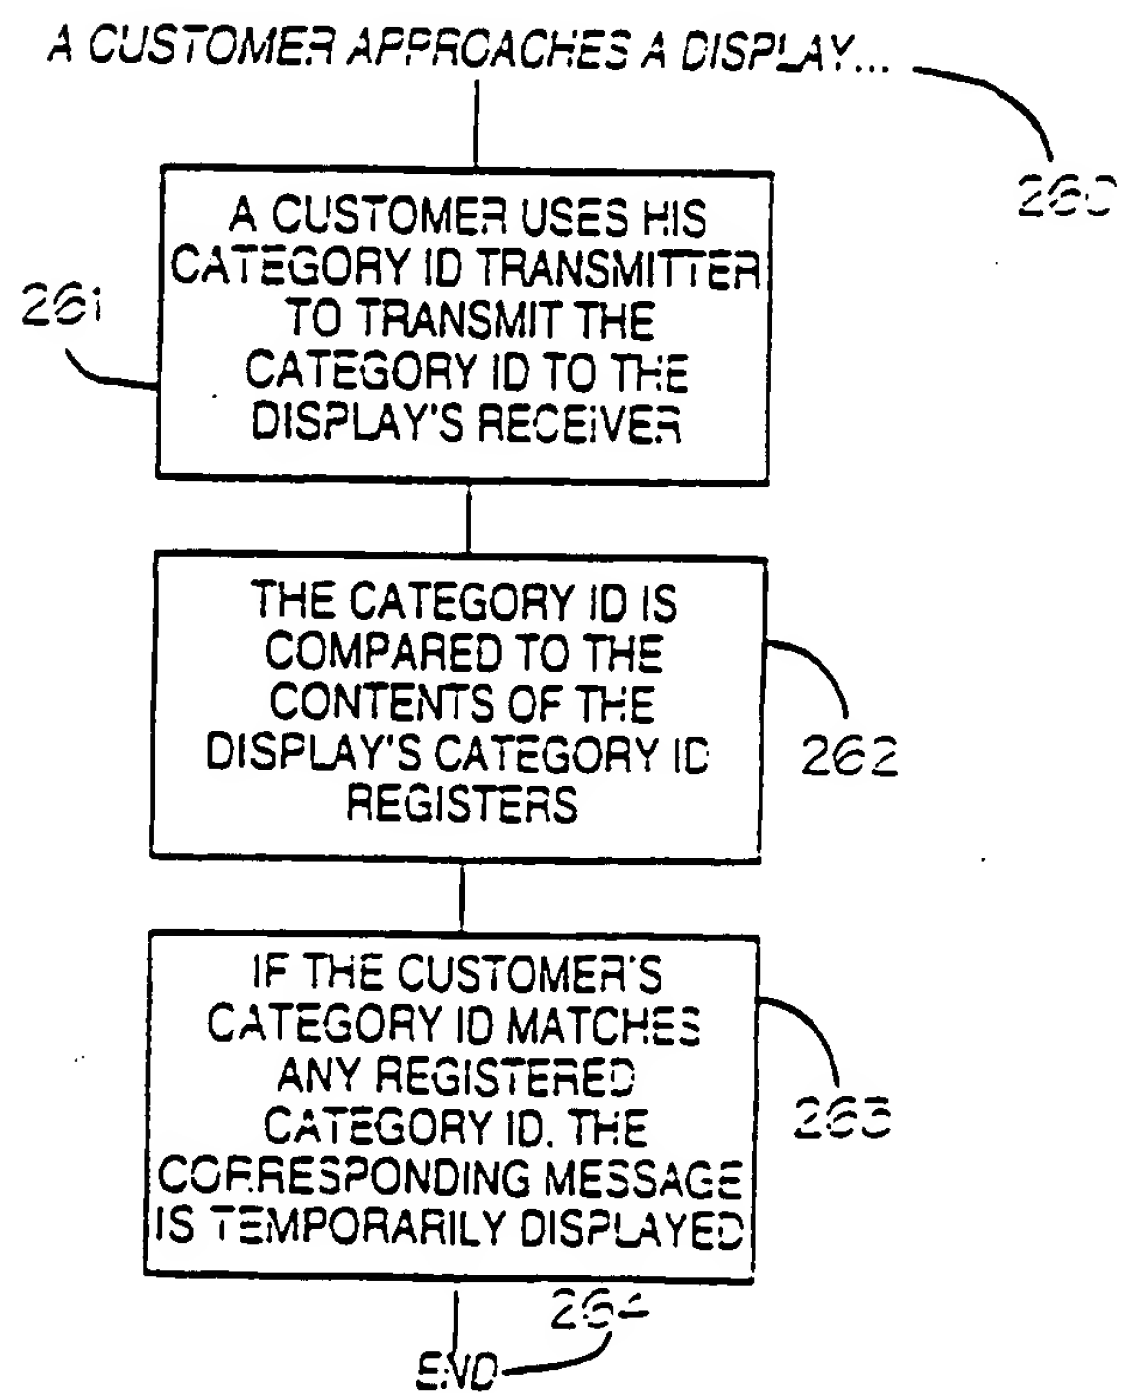 A CUSTOMER APPROACHES A DISPLAY...
260
A CUSTOMER USES HIS
CATEGORY ID TRANSMITTER
TO TRANSMIT THE
CATEGORY ID TO THE
DISPLAY'S RECEIVER
261
THE CATEGORY ID IS
COMPARED TO THE
CONTENTS OF THE
DISPLAY'S CATEGORY ID
REGISTERS
262
IF THE CUSTOMER'S
CATEGORY ID MATCHES
ANY REGISTERED
CATEGORY ID. THE
CORRESPONDING MESSAGE
IS TEMPORARILY DISPLAYED
263
264
END